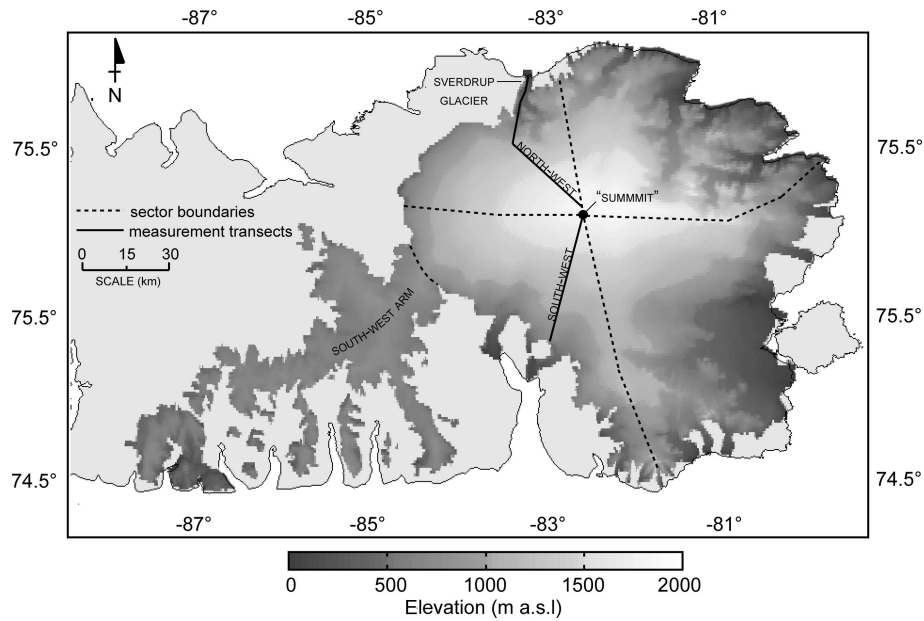 -87° -85° -83° -81°
N
SVERDRUP
GLACIER
75.5° 75.5°
NORTH-WEST
"SUMMMIT"
sector boundaries
measurement transects
0 15 30
SCALE (km)
SOUTH-WEST
75.5° 75.5°
SOUTH-WEST ARM
74.5° 74.5°
-87° -85° -83° -81°
0 500 1000 1500 2000
Elevation (m a.s.l)